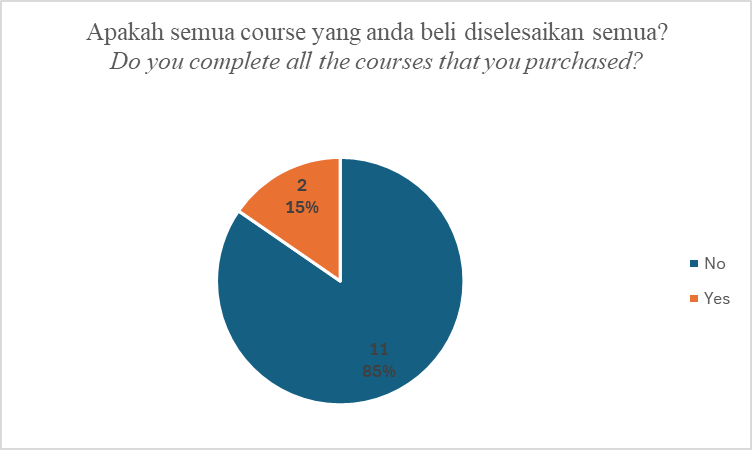 Apakah semua course yang anda beli diselesaikan semua?
Do you complete all the courses that you purchased?
2
15%
11
85%
No
Yes